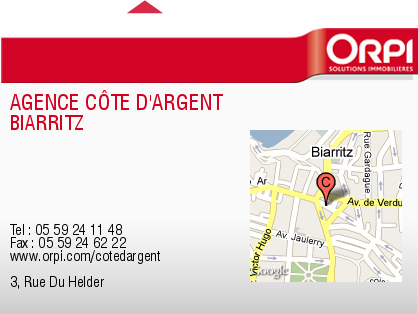 ORPI
SOLUTIONS IMMOBILIÈRES
AGENCE CÔTE D'ARGENT
BIARRITZ
Biarritz
Rue Gardague
Ar
C
Av. de Verdu
Av. Jaulerry
Victor Hugo
Google
Tel : 05 59 24 11 48
Fax : 05 59 24 62 22
www.orpi.com/cotedargent
3, Rue Du Helder